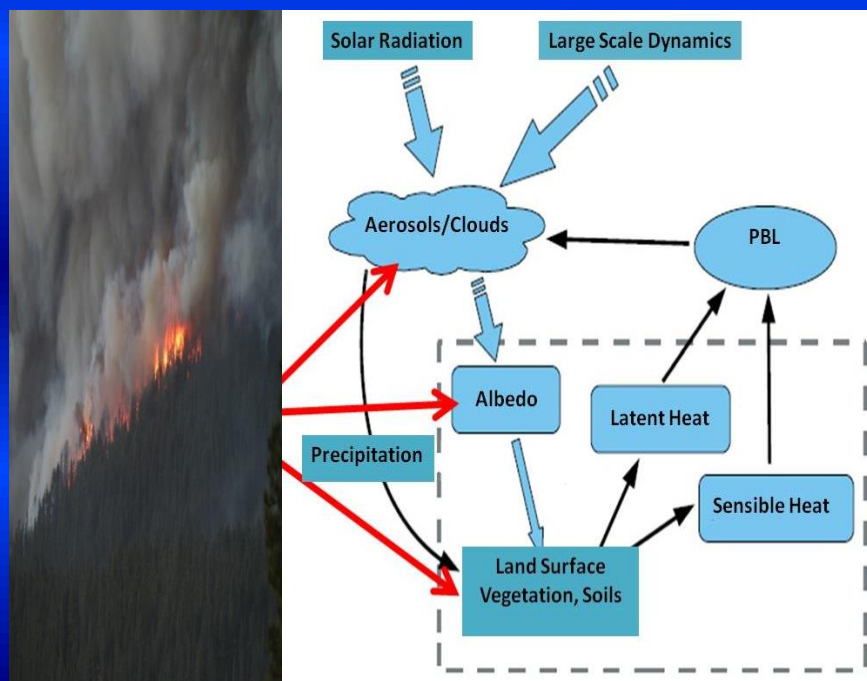 Solar Radiation
Large Scale Dynamics
Aerosols/Clouds
PBL
Albedo
Latent Heat
Precipitation
Sensible Heat
Land Surface
Vegetation, Soils